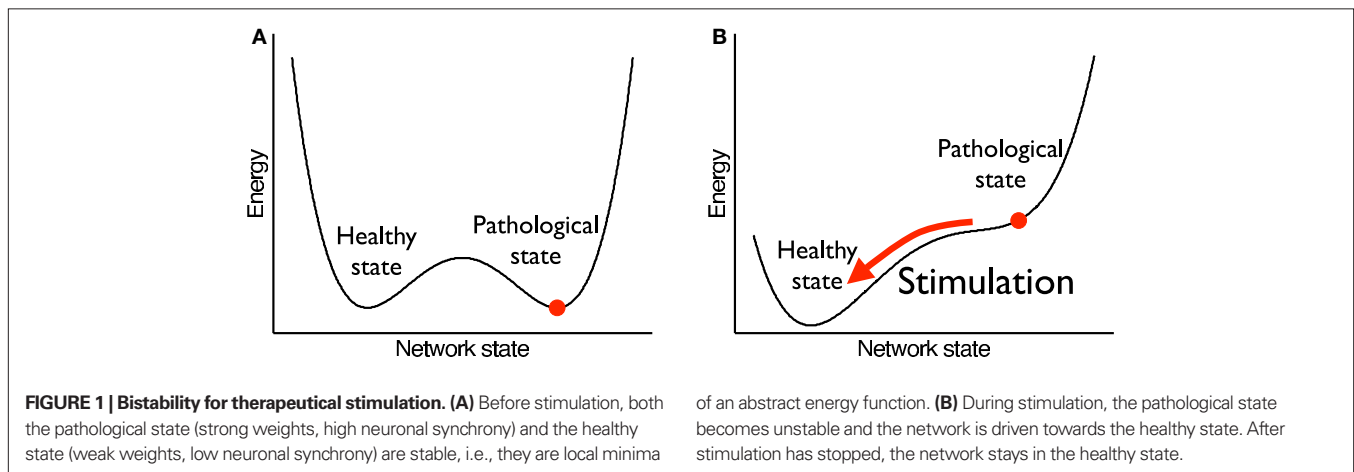 A
Energy
Healthy
state
Pathological
state
Network state
B
Energy
Pathological
state
Healthy
state
Stimulation
Network state
FIGURE 1 | Bistability for therapeutical stimulation. (A) Before stimulation, both
the pathological state (strong weights, high neuronal synchrony) and the healthy
state (weak weights, low neuronal synchrony) are stable, i.e., they are local minima
of an abstract energy function. (B) During stimulation, the pathological state
becomes unstable and the network is driven towards the healthy state. After
stimulation has stopped, the network stays in the healthy state.